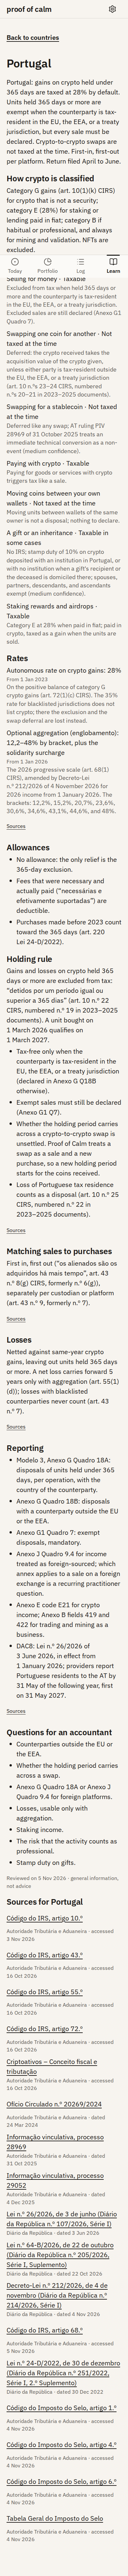 proof of calm
Back to countries
Portugal
Portugal: gains on crypto held under
365 days are taxed at 28% by default.
Units held 365 days or more are
exempt when the counterparty is tax-
resident in the EU, the EEA, or a treaty
jurisdiction, but every sale must be
declared. Crypto-to-crypto swaps are
not taxed at the time. First-in, first-out
per platform. Return filed April to June.
How crypto is classified
Category G gains (art. 10(1)(k) CIRS)
for crypto that is not a security;
category E (28%) for staking or
lending paid in fiat; category B if
professional or habitual, and always
for mining and validation. NFTs are
excluded.
Today
Portfolio
Log
Learn
Selling for money · Taxable
Excluded from tax when held 365 days or
more and the counterparty is resident in
the EU, the EEA, or a treaty jurisdiction.
Excluded sales are still declared (Anexo G1
Quadro 7).
Swapping one coin for another · Not
taxed at the time
Deferred: the crypto received takes the
acquisition value of the crypto given,
unless either party is resident outside
the EU, the EEA, or a treaty jurisdiction
(art. 10 n.ºs 23–24 CIRS, numbered
n.ºs 20–21 in 2023–2025 documents).
Swapping for a stablecoin · Not taxed
at the time
Deferred like any swap; AT ruling PIV
28969 of 31 October 2025 treats an
immediate technical conversion as a non-
event (medium confidence).
Paying with crypto · Taxable
Paying for goods or services with crypto
triggers tax like a sale.
Moving coins between your own
wallets · Not taxed at the time
Moving units between wallets of the same
owner is not a disposal; nothing to declare.
A gift or an inheritance · Taxable in
some cases
Stamp duty of 10% on crypto
deposited with an institution in Portugal, or
with no institution when a gift's recipient or
the deceased is domiciled there; spouses,
partners, descendants, and ascendants
exempt (medium confidence).
Staking rewards and airdrops ·
Taxable
Category E at 28% when paid in fiat; paid in
crypto, taxed as a gain when the units are
sold.
Rates
Autonomous rate on crypto gains: 28%
From 1 Jan 2023
On the positive balance of category G
crypto gains (art. 72(1)(c) CIRS). The 35%
rate for blacklisted jurisdictions does not
list crypto; there the exclusion and the
swap deferral are lost instead.
Optional aggregation (englobamento):
12,2–48% by bracket, plus the
solidarity surcharge
From 1 Jan 2026
The 2026 progressive scale (art. 68(1)
CIRS), amended by Decreto-Lei
n.º 212/2026 of 4 November 2026 for
2026 income from 1 January 2026. The
brackets: 12,2%, 15,2%, 20,7%, 23,6%,
30,6%, 34,6%, 43,1%, 44,6%, and 48%.
Sources
Allowances
No allowance: the only relief is the
365-day exclusion.
Fees that were necessary and
actually paid (“necessárias e
efetivamente suportadas”) are
deductible.
Purchases made before 2023 count
toward the 365 days (art. 220
Lei 24-D/2022).
Holding rule
Gains and losses on crypto held 365
days or more are excluded from tax:
“detidos por um período igual ou
superior a 365 dias” (art. 10 n.º 22
CIRS, numbered n.º 19 in 2023–2025
documents). A unit bought on
1 March 2026 qualifies on
1 March 2027.
Tax-free only when the
counterparty is tax-resident in the
EU, the EEA, or a treaty jurisdiction
(declared in Anexo G Q18B
otherwise).
Exempt sales must still be declared
(Anexo G1 Q7).
Whether the holding period carries
across a crypto-to-crypto swap is
unsettled. Proof of Calm treats a
swap as a sale and a new
purchase, so a new holding period
starts for the coins received.
Loss of Portuguese tax residence
counts as a disposal (art. 10 n.º 25
CIRS, numbered n.º 22 in
2023–2025 documents).
Sources
Matching sales to purchases
First in, first out (“os alienados são os
adquiridos há mais tempo”, art. 43
n.º 8(g) CIRS, formerly n.º 6(g)),
separately per custodian or platform
(art. 43 n.º 9, formerly n.º 7).
Sources
Losses
Netted against same-year crypto
gains, leaving out units held 365 days
or more. A net loss carries forward 5
years only with aggregation (art. 55(1)
(d)); losses with blacklisted
counterparties never count (art. 43
n.º 7).
Sources
Reporting
Modelo 3, Anexo G Quadro 18A:
disposals of units held under 365
days, per operation, with the
country of the counterparty.
Anexo G Quadro 18B: disposals
with a counterparty outside the EU
or the EEA.
Anexo G1 Quadro 7: exempt
disposals, mandatory.
Anexo J Quadro 9.4 for income
treated as foreign-sourced; which
annex applies to a sale on a foreign
exchange is a recurring practitioner
question.
Anexo E code E21 for crypto
income; Anexo B fields 419 and
422 for trading and mining as a
business.
DAC8: Lei n.º 26/2026 of
3 June 2026, in effect from
1 January 2026; providers report
Portuguese residents to the AT by
31 May of the following year, first
on 31 May 2027.
Sources
Questions for an accountant
Counterparties outside the EU or
the EEA.
Whether the holding period carries
across a swap.
Anexo G Quadro 18A or Anexo J
Quadro 9.4 for foreign platforms.
Losses, usable only with
aggregation.
Staking income.
The risk that the activity counts as
professional.
Stamp duty on gifts.
Reviewed on 5 Nov 2026 · general information,
not advice
Sources for Portugal
Código do IRS, artigo 10.º
Autoridade Tributária e Aduaneira · accessed
3 Nov 2026
Código do IRS, artigo 43.º
Autoridade Tributária e Aduaneira · accessed
16 Oct 2026
Código do IRS, artigo 55.º
Autoridade Tributária e Aduaneira · accessed
16 Oct 2026
Código do IRS, artigo 72.º
Autoridade Tributária e Aduaneira · accessed
16 Oct 2026
Criptoativos – Conceito fiscal e
tributação
Autoridade Tributária e Aduaneira · accessed
16 Oct 2026
Ofício Circulado n.º 20269/2024
Autoridade Tributária e Aduaneira · dated
26 Mar 2024
Informação vinculativa, processo
28969
Autoridade Tributária e Aduaneira · dated
31 Oct 2025
Informação vinculativa, processo
29052
Autoridade Tributária e Aduaneira · dated
4 Dec 2025
Lei n.º 26/2026, de 3 de junho (Diário
da República n.º 107/2026, Série I)
Diário da República · dated 3 Jun 2026
Lei n.º 64-B/2026, de 22 de outubro
(Diário da República n.º 205/2026,
Série I, Suplemento)
Diário da República · dated 22 Oct 2026
Decreto-Lei n.º 212/2026, de 4 de
novembro (Diário da República n.º
214/2026, Série I)
Diário da República · dated 4 Nov 2026
Código do IRS, artigo 68.º
Autoridade Tributária e Aduaneira · accessed
5 Nov 2026
Lei n.º 24-D/2022, de 30 de dezembro
(Diário da República n.º 251/2022,
Série I, 2.º Suplemento)
Diário da República · dated 30 Dec 2022
Código do Imposto do Selo, artigo 1.º
Autoridade Tributária e Aduaneira · accessed
4 Nov 2026
Código do Imposto do Selo, artigo 4.º
Autoridade Tributária e Aduaneira · accessed
4 Nov 2026
Código do Imposto do Selo, artigo 6.º
Autoridade Tributária e Aduaneira · accessed
4 Nov 2026
Tabela Geral do Imposto do Selo
Autoridade Tributária e Aduaneira · accessed
4 Nov 2026